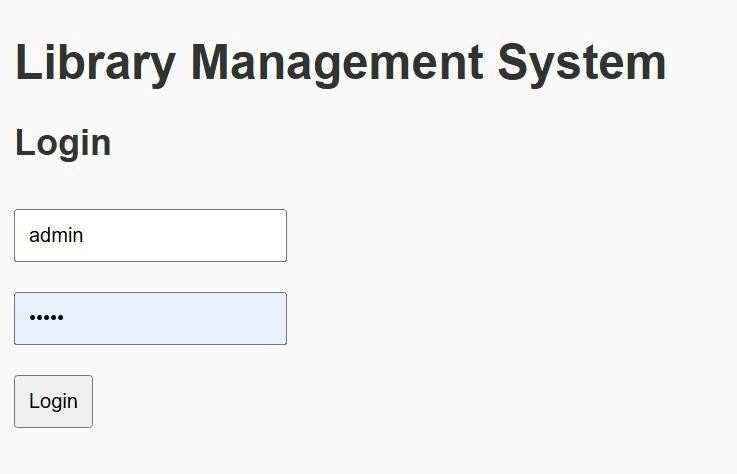 Library Management System
Login
admin
•••••
Login